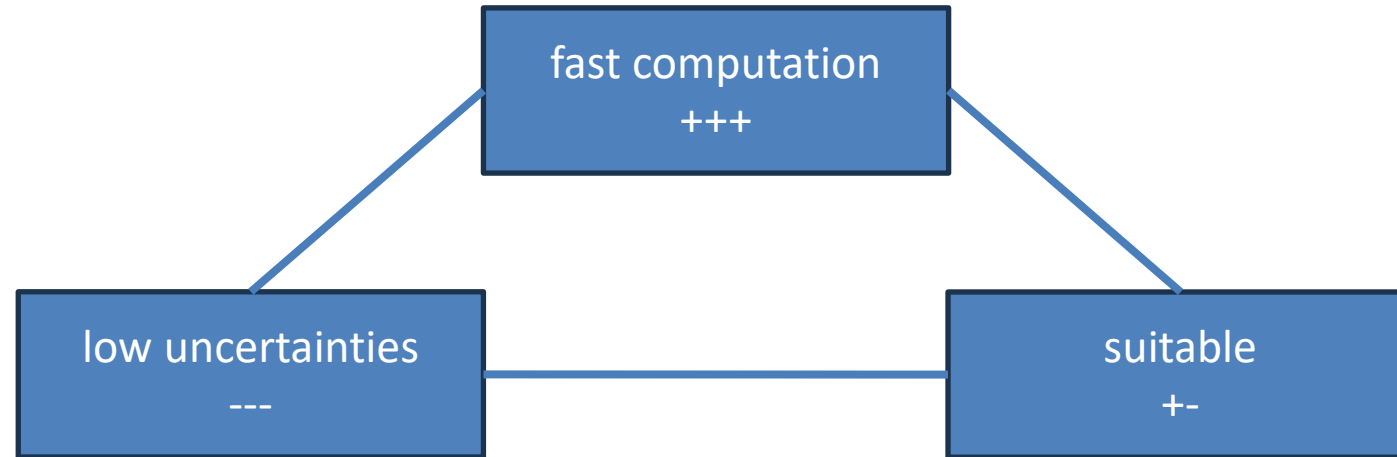 fast computation
+++
low uncertainties
---
suitable
+-